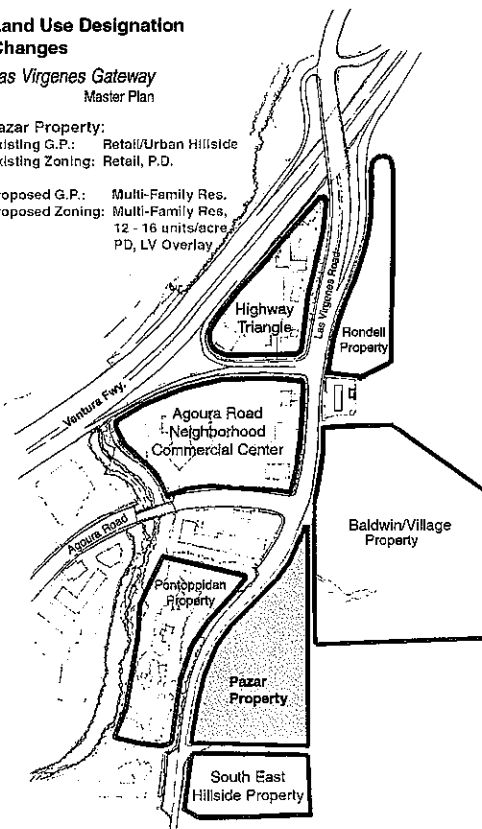 Land Use Designation
Changes
Las Virgenes Gateway
Master Plan
Pazar Property:
Existing G.P.: Retail/Urban Hillside
Existing Zoning: Retail, P.D.
Proposed G.P.: Multi-Family Res.
Proposed Zoning: Multi-Family Res,
12 - 16 units/acre
PD, LV Overlay
Highway
Triangle
Las Virgenes Road
Rondell
Property
Ventura Fwy.
Agoura Road
Neighborhood
Commercial Center
Baldwin/Village
Property
Agoura Road
Pontoppidan
Property
Pazar
Property
South East
Hillside Property